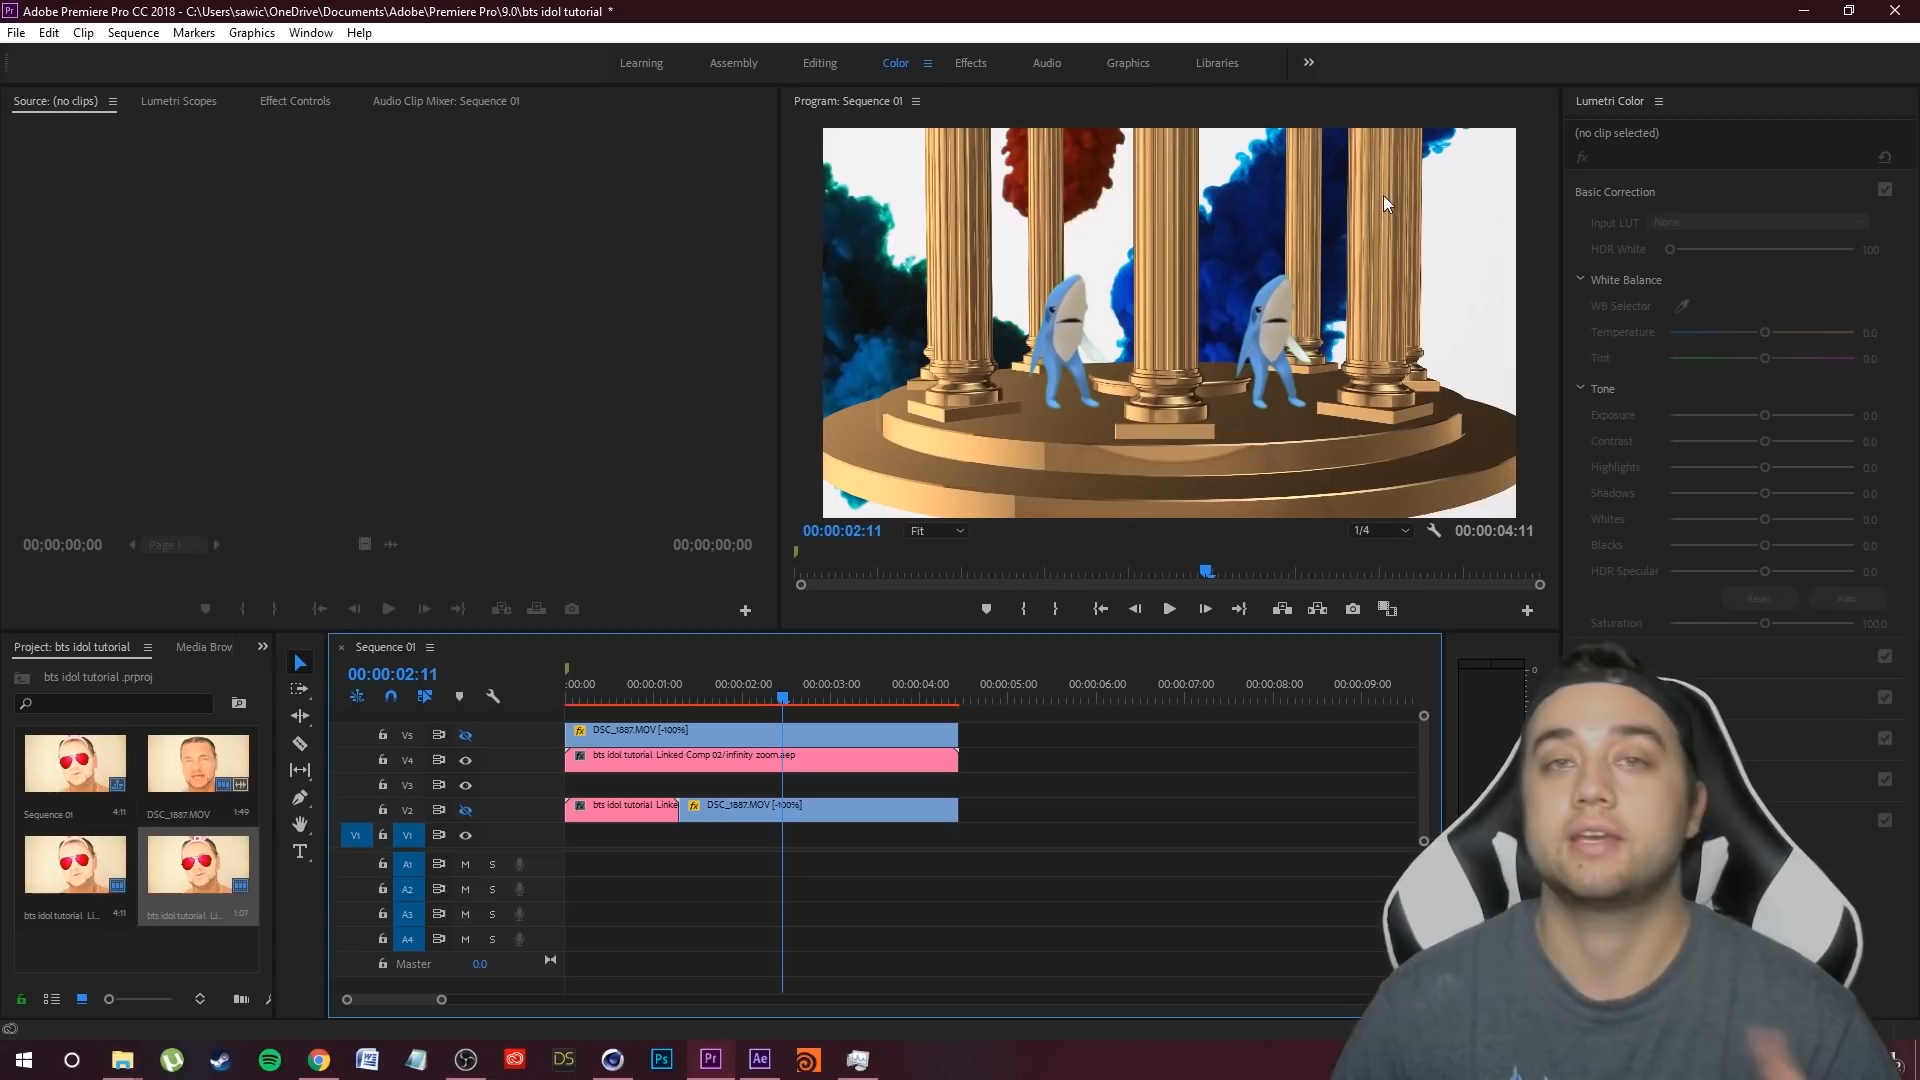 Pr Adobe Premiere Pro CC 2018 - C:\Users\sawic\OneDrive\Documents\Adobe\Premiere Pro\9.0\bts idol tutorial *
File Edit Clip Sequence Markers Graphics Window Help
Learning Assembly Editing Color Effects Audio Graphics Libraries
Source: (no clips) Lumetri Scopes Effect Controls Audio Clip Mixer: Sequence 01
Program: Sequence 01
Lumetri Color
(no clip selected)
fx
Basic Correction
Input LUT None
HDR White 100
White Balance
WB Selector
Temperature 0.0
Tint 0.0
Tone
Exposure 0.0
Contrast 0.0
Highlights 0.0
Shadows 0.0
Whites 0.0
Blacks 0.0
HDR Specular 0.0
Reset Auto
Saturation 100.0
00;00;00;00 Page 1 00;00;00;00
00:00:02:11 Fit 1/4 00:00:04:11
Project: bts idol tutorial Media Brow
bts idol tutorial .prproj
Sequence 01 4:11
DSC_1887.MOV 1:49
bts idol tutorial Li... 4:11
bts idol tutorial Li... 1:07
Sequence 01
00:00:02:11
:00:00 00:00:01:00 00:00:02:00 00:00:03:00 00:00:04:00 00:00:05:00 00:00:06:00 00:00:07:00 00:00:08:00 00:00:09:00
V5 fx DSC_1887.MOV [-100%]
V4 fx bts idol tutorial Linked Comp 02/infinity zoom.aep
V3
V2 fx bts idol tutorial Linke fx DSC_1887.MOV [-100%]
V1 V1
A1 M S
A2 M S
A3 M S
A4 M S
Master 0.0
0
DS Ps Pr Ae